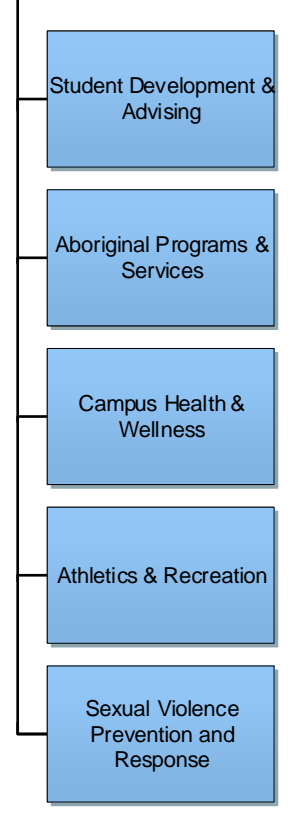 Student Development &
Advising
Aboriginal Programs &
Services
Campus Health &
Wellness
Athletics & Recreation
Sexual Violence
Prevention and
Response